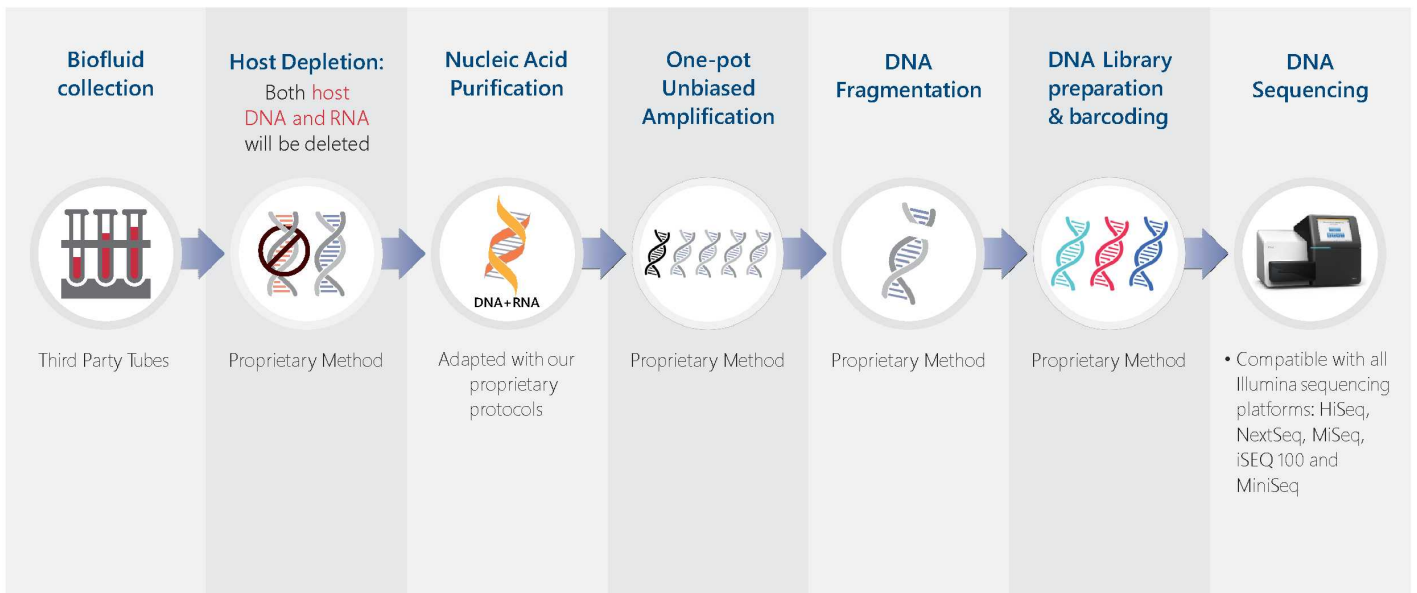 Biofluid
collection
Host Depletion:
Both host
DNA and RNA
will be deleted
Nucleic Acid
Purification
One-pot
Unbiased
Amplification
DNA
Fragmentation
DNA Library
preparation
& barcoding
DNA
Sequencing
DNA+RNA
Third Party Tubes
Proprietary Method
Adapted with our
proprietary
protocols
Proprietary Method
Proprietary Method
Proprietary Method
• Compatible with all
Illumina sequencing
platforms: HiSeq,
NextSeq, MiSeq,
iSEQ 100 and
MiniSeq